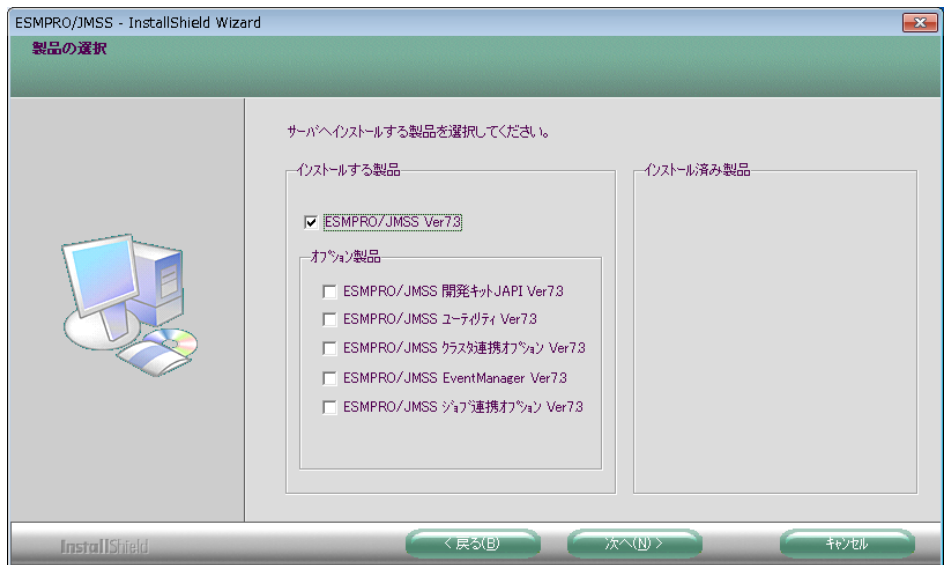 ESMPRO/JMSS - InstallShield Wizard
製品の選択
サーバへインストールする製品を選択してください。
インストールする製品
ESMPRO/JMSS Ver7.3
オプション製品
ESMPRO/JMSS 開発キットJAPI Ver7.3
ESMPRO/JMSS ユーティリティ Ver7.3
ESMPRO/JMSS クラスタ連携オプション Ver7.3
ESMPRO/JMSS EventManager Ver7.3
ESMPRO/JMSS ジョブ連携オプション Ver7.3
インストール済み製品
InstallShield
< 戻る(B)
次へ(N) >
キャンセル